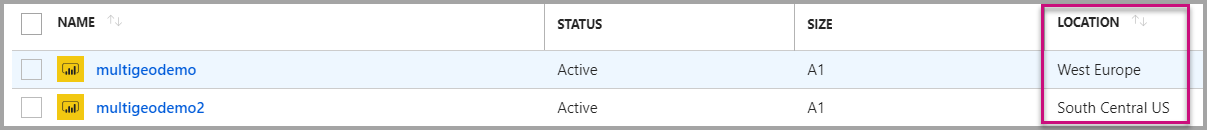 NAME STATUS SIZE LOCATION
multigeodemo Active A1 West Europe
multigeodemo2 Active A1 South Central US